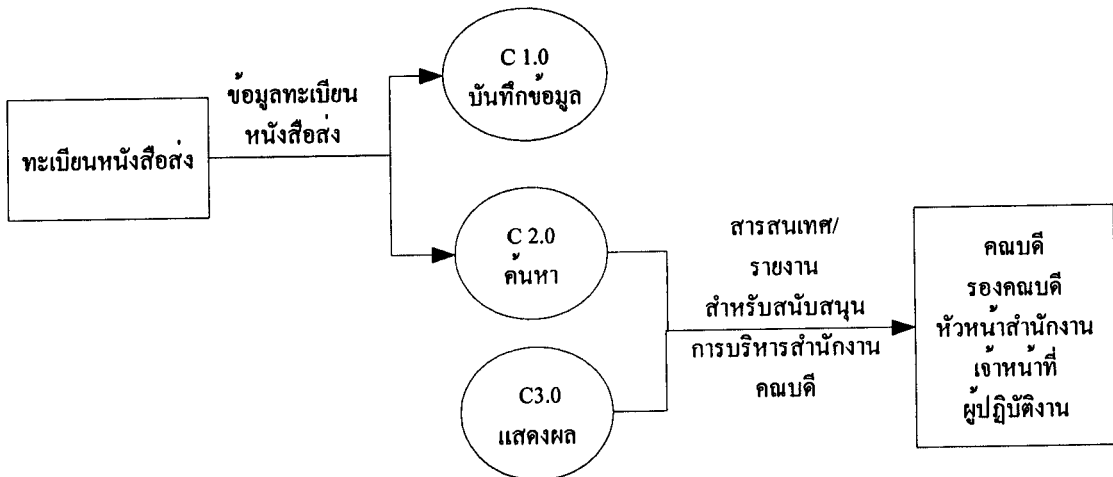 ทะเบียนหนังสือส่ง
ข้อมูลทะเบียน
หนังสือส่ง
C 1.0
บันทึกข้อมูล
C 2.0
ค้นหา
C3.0
แสดงผล
สารสนเทศ/
รายงาน
สำหรับสนับสนุน
การบริหารสำนักงาน
คณบดี
คณบดี
รองคณบดี
หัวหน้าสำนักงาน
เจ้าหน้าที่
ผู้ปฏิบัติงาน